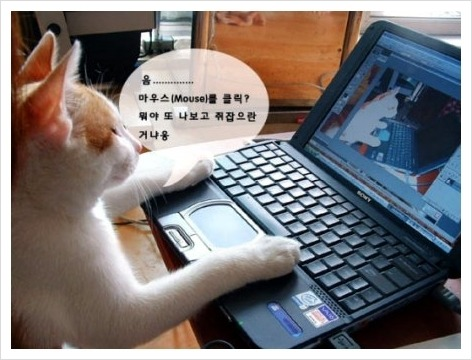 음..............
마우스(Mouse)를 클릭?
뭐야 또 나보고 쥐잡으란
거냐옹
SONY